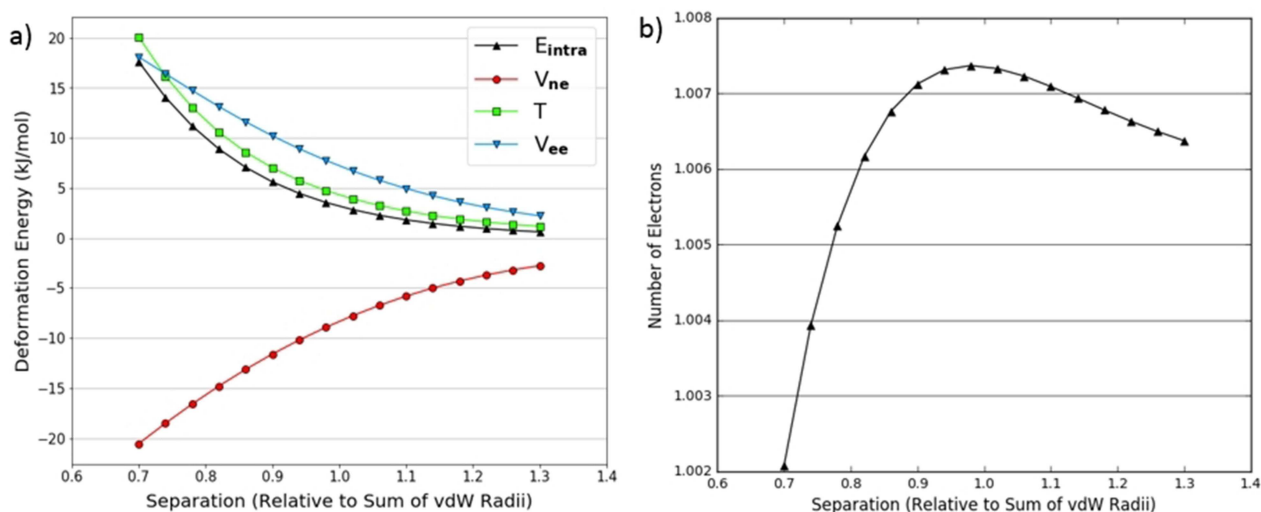 a)
Deformation Energy (kJ/mol)
20
15
10
5
0
−5
−10
−15
−20
0.6 0.7 0.8 0.9 1.0 1.1 1.2 1.3 1.4
Separation (Relative to Sum of vdW Radii)
E intra
V ne
T
V ee
b)
Number of Electrons
1.008
1.007
1.006
1.005
1.004
1.003
1.002
0.6 0.7 0.8 0.9 1.0 1.1 1.2 1.3 1.4
Separation (Relative to Sum of vdW Radii)